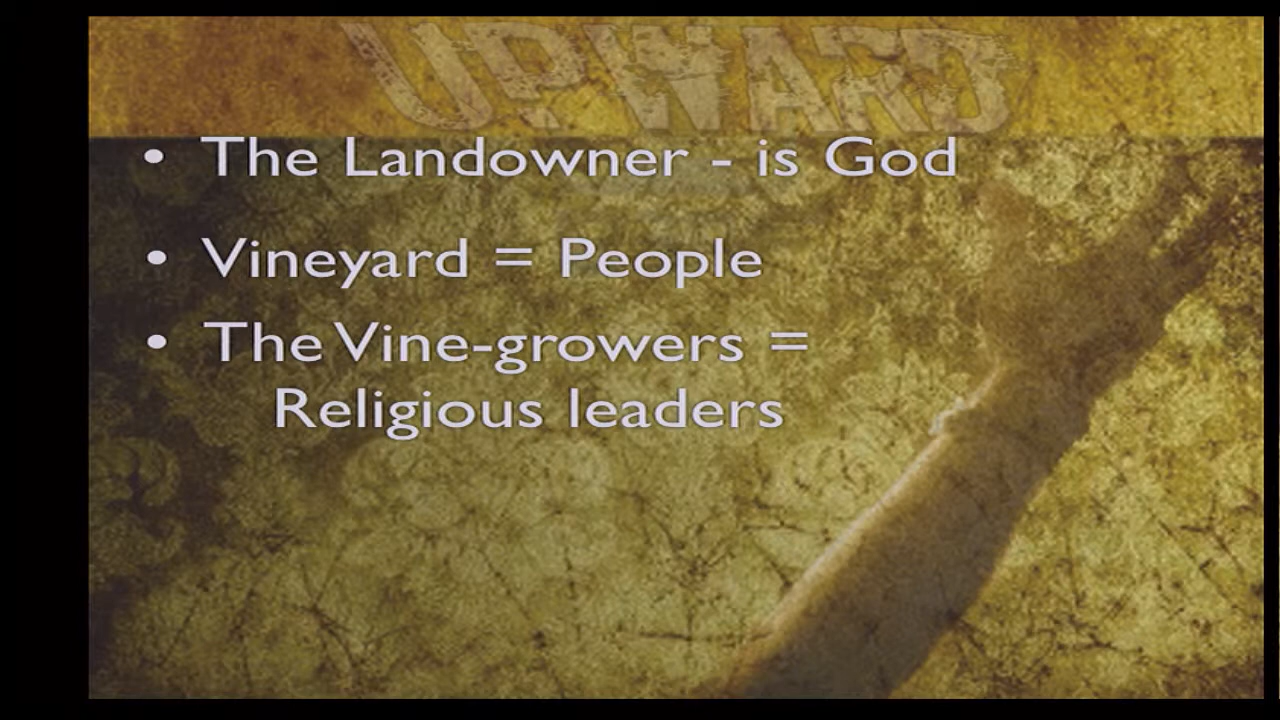 UPWARD
• The Landowner - is God
• Vineyard = People
• The Vine-growers =
Religious leaders